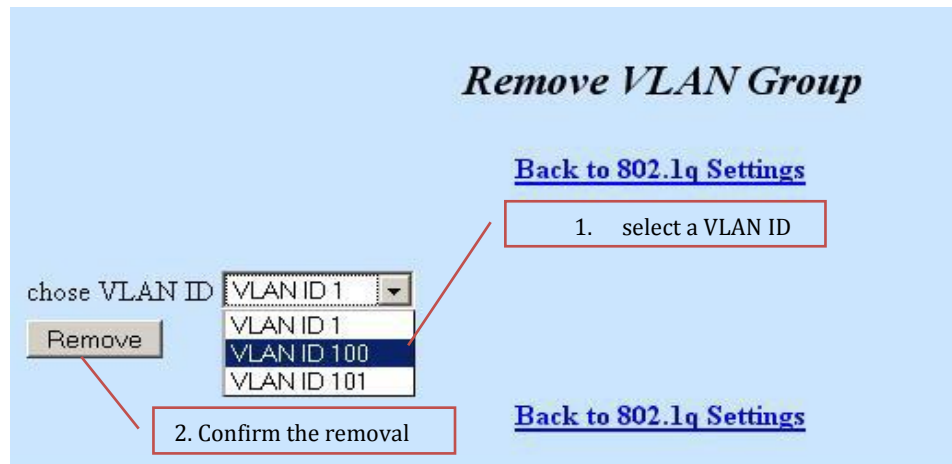 Remove VLAN Group
Back to 802.1q Settings
1. select a VLAN ID
chose VLAN ID VLAN ID 1
VLAN ID 1
Remove
VLAN ID 100
VLAN ID 101
2. Confirm the removal
Back to 802.1q Settings